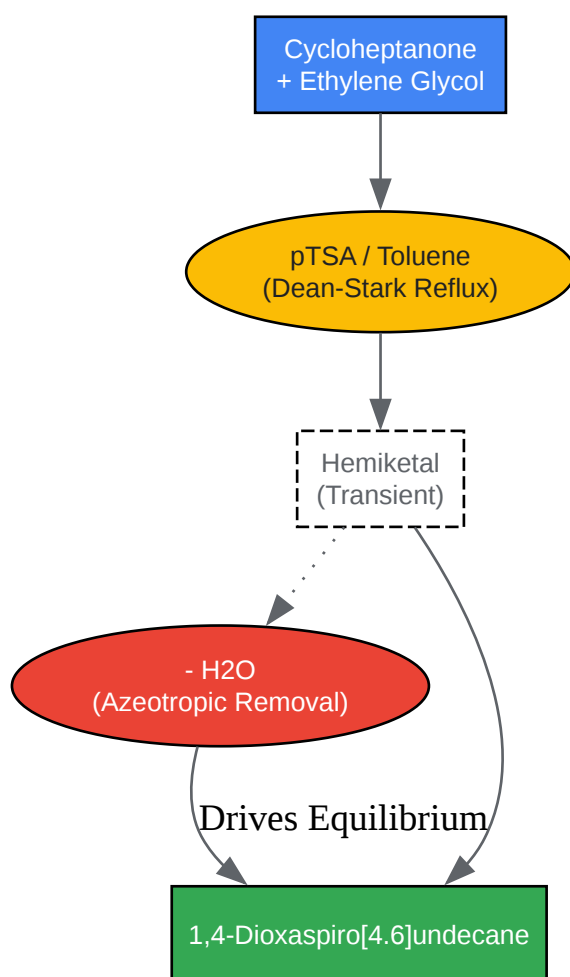 Cycloheptanone
+ Ethylene Glycol
pTSA / Toluene
(Dean-Stark Reflux)
Hemiketal
(Transient)
- H2O
(Azeotropic Removal)
Drives Equilibrium
1,4-Dioxaspiro[4.6]undecane